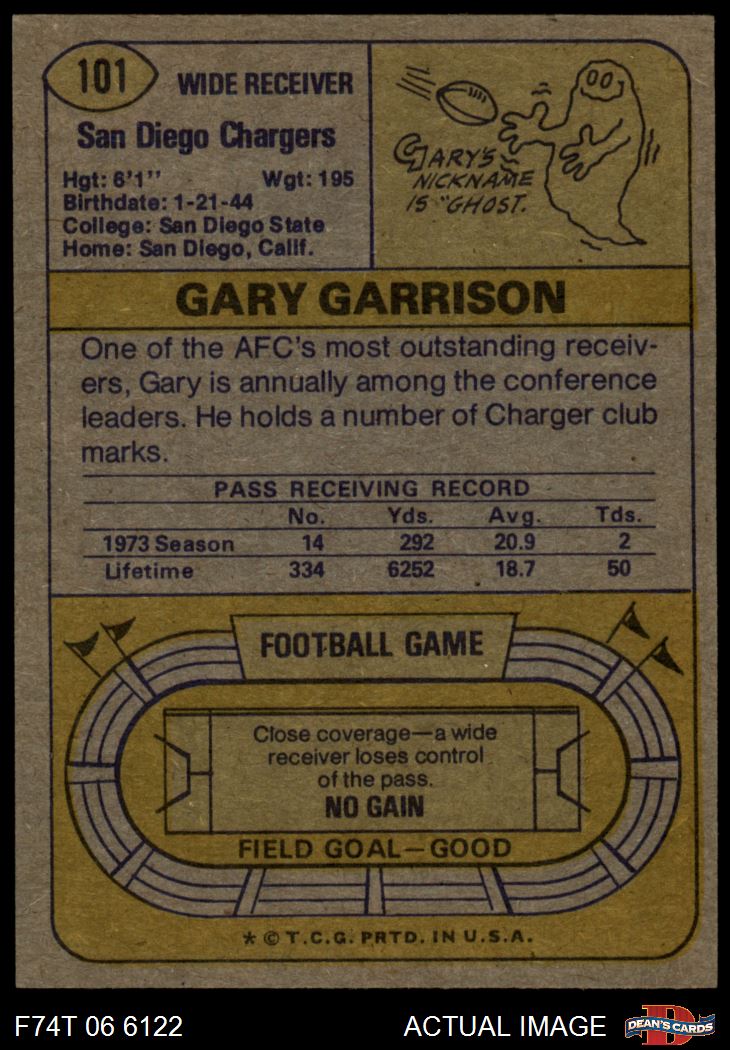 101
WIDE RECEIVER
San Diego Chargers
Hgt: 6'1" Wgt: 195
Birthdate: 1-21-44
College: San Diego State
Home: San Diego, Calif.
GARY'S
NICKNAME
IS "GHOST.
GARY GARRISON
One of the AFC's most outstanding receiv-
ers, Gary is annually among the conference
leaders. He holds a number of Charger club
marks.
PASS RECEIVING RECORD
No. Yds. Avg. Tds.
1973 Season 14 292 20.9 2
Lifetime 334 6252 18.7 50
FOOTBALL GAME
Close coverage—a wide
receiver loses control
of the pass.
NO GAIN
FIELD GOAL—GOOD
* © T.C.G. PRTD. IN U.S.A.
F74T 06 6122 ACTUAL IMAGE
D
DEAN'S CARDS